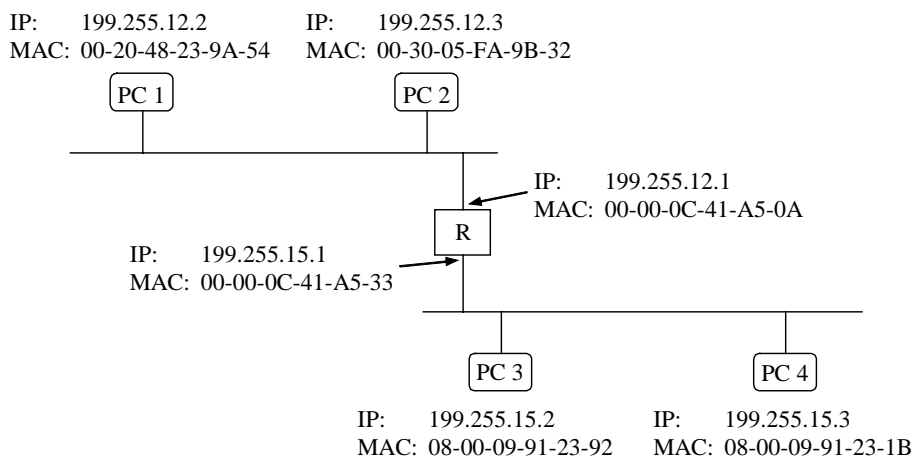 IP: 199.255.12.2
MAC: 00-20-48-23-9A-54
IP: 199.255.12.3
MAC: 00-30-05-FA-9B-32
PC 1
PC 2
IP: 199.255.12.1
MAC: 00-00-0C-41-A5-0A
R
IP: 199.255.15.1
MAC: 00-00-0C-41-A5-33
PC 3
PC 4
IP: 199.255.15.2
MAC: 08-00-09-91-23-92
IP: 199.255.15.3
MAC: 08-00-09-91-23-1B